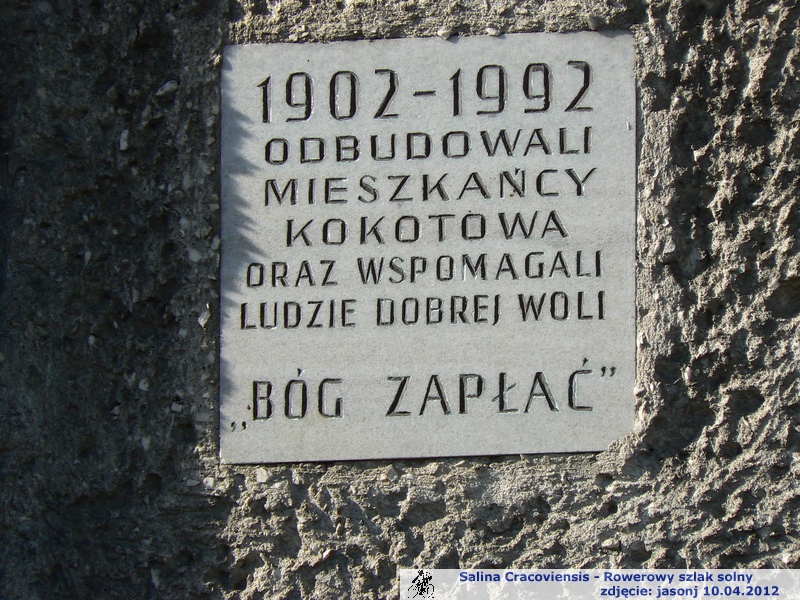 1902-1992
ODBUDOWALI
MIESZKAŃCY
KOKOTOWA
ORAZ WSPOMAGALI
LUDZIE DOBREJ WOLI
„BÓG ZAPŁAĆ”
Salina Cracoviensis - Rowerowy szlak solny
zdjęcie: jasonj 10.04.2012